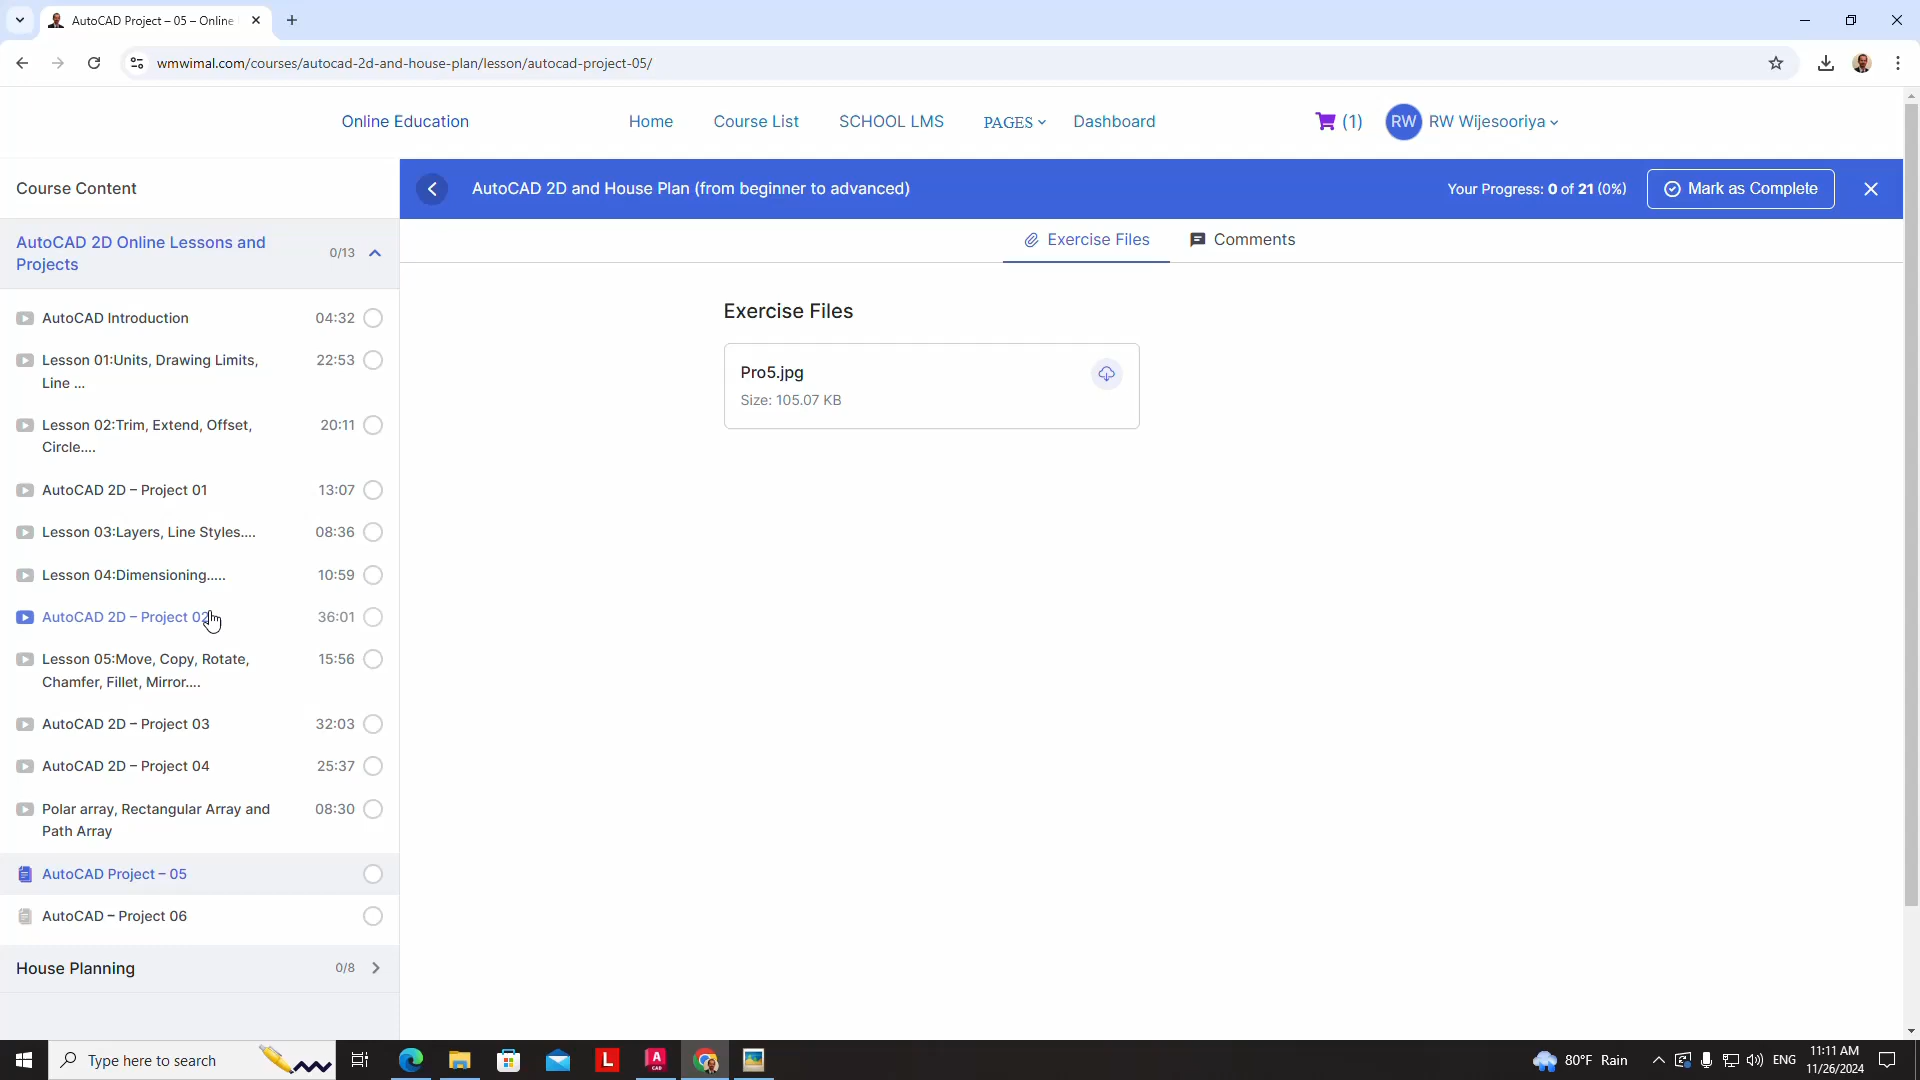 AutoCAD Project – 05 – Online
wmwimal.com/courses/autocad-2d-and-house-plan/lesson/autocad-project-05/
Online Education
Home
Course List
SCHOOL LMS
PAGES
Dashboard
(1)
RW
RW Wijesooriya
Course Content
AutoCAD 2D and House Plan (from beginner to advanced)
Your Progress: 0 of 21 (0%)
Mark as Complete
AutoCAD 2D Online Lessons and
Projects
0/13
Exercise Files
Comments
Exercise Files
Pro5.jpg
Size: 105.07 KB
AutoCAD Introduction 04:32
Lesson 01:Units, Drawing Limits, 22:53
Line ...
Lesson 02:Trim, Extend, Offset, 20:11
Circle....
AutoCAD 2D – Project 01 13:07
Lesson 03:Layers, Line Styles.... 08:36
Lesson 04:Dimensioning..... 10:59
AutoCAD 2D – Project 02 36:01
Lesson 05:Move, Copy, Rotate, 15:56
Chamfer, Fillet, Mirror....
AutoCAD 2D – Project 03 32:03
AutoCAD 2D – Project 04 25:37
Polar array, Rectangular Array and 08:30
Path Array
AutoCAD Project – 05
AutoCAD – Project 06
House Planning 0/8
Type here to search
L
A
CAD
80°F Rain
ENG
11:11 AM
11/26/2024